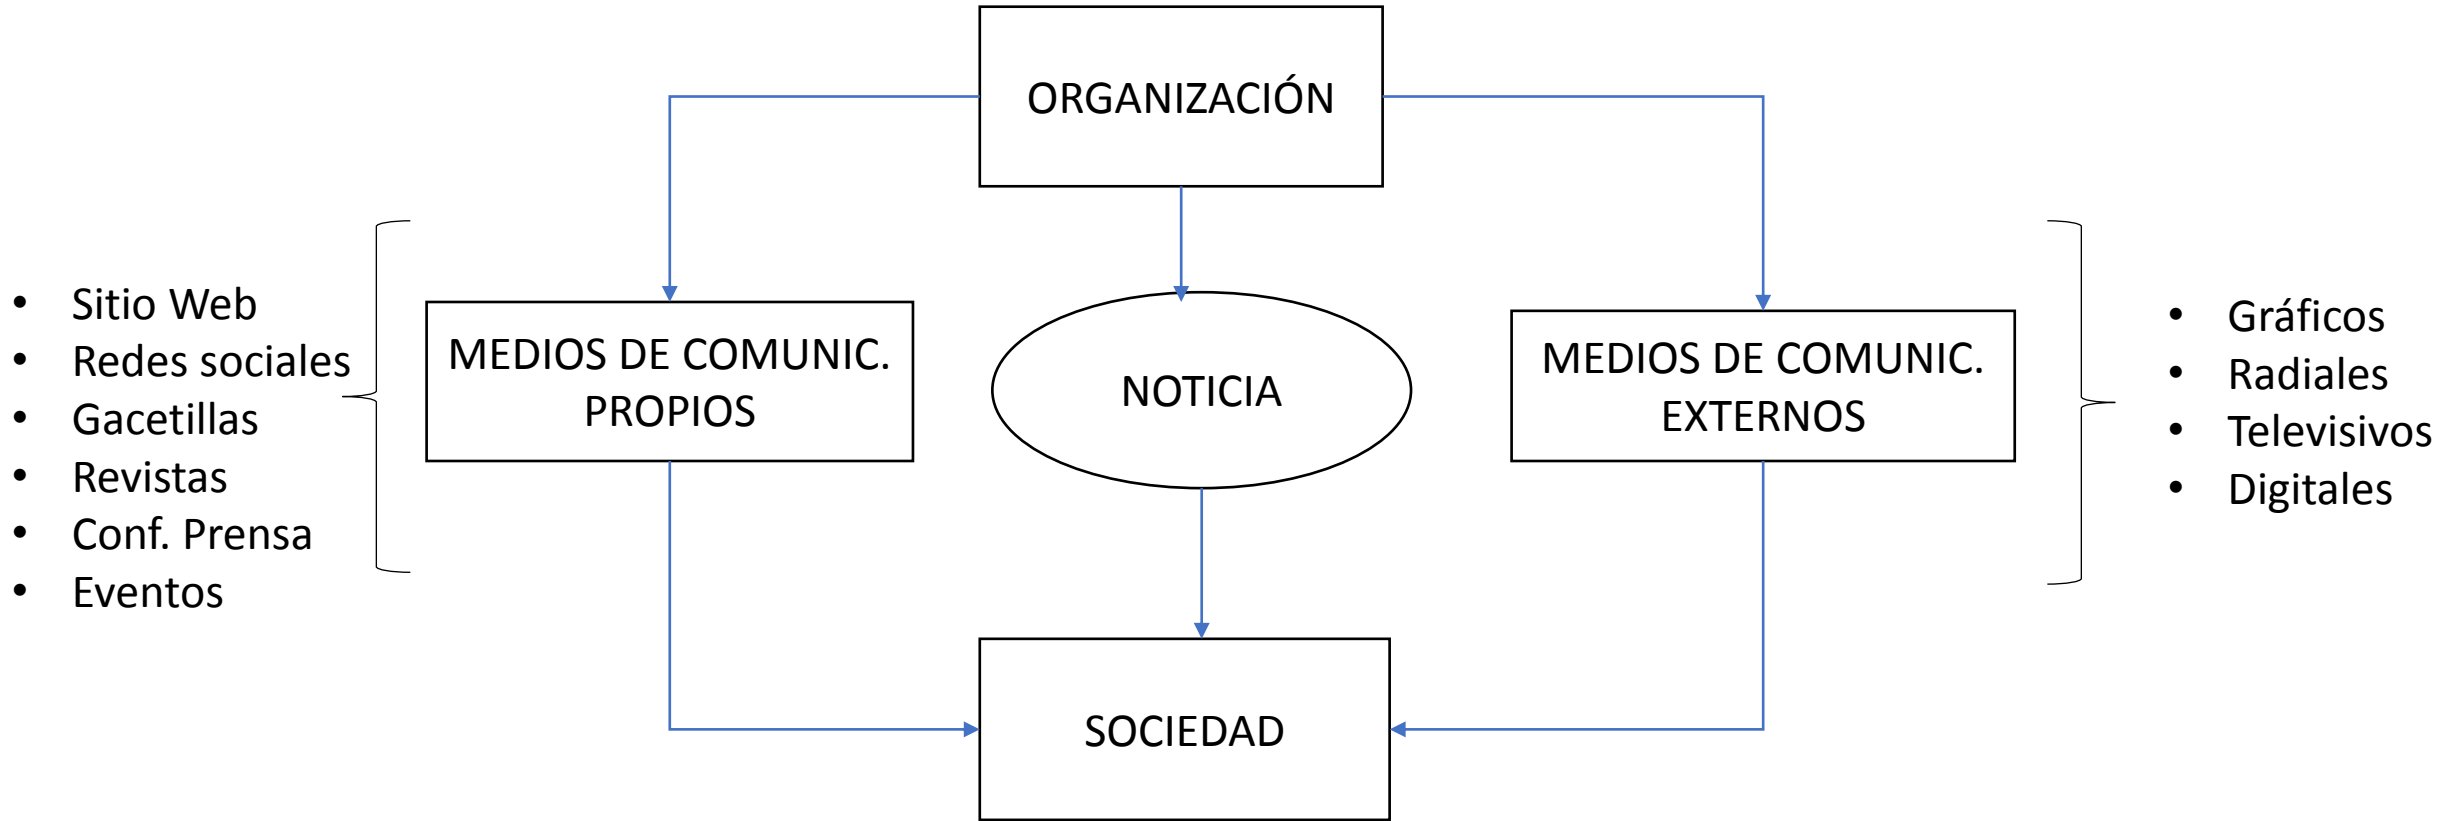 ORGANIZACIÓN
• Sitio Web
• Redes sociales
• Gacetillas
• Revistas
• Conf. Prensa
• Eventos
MEDIOS DE COMUNIC.
PROPIOS
NOTICIA
MEDIOS DE COMUNIC.
EXTERNOS
• Gráficos
• Radiales
• Televisivos
• Digitales
SOCIEDAD